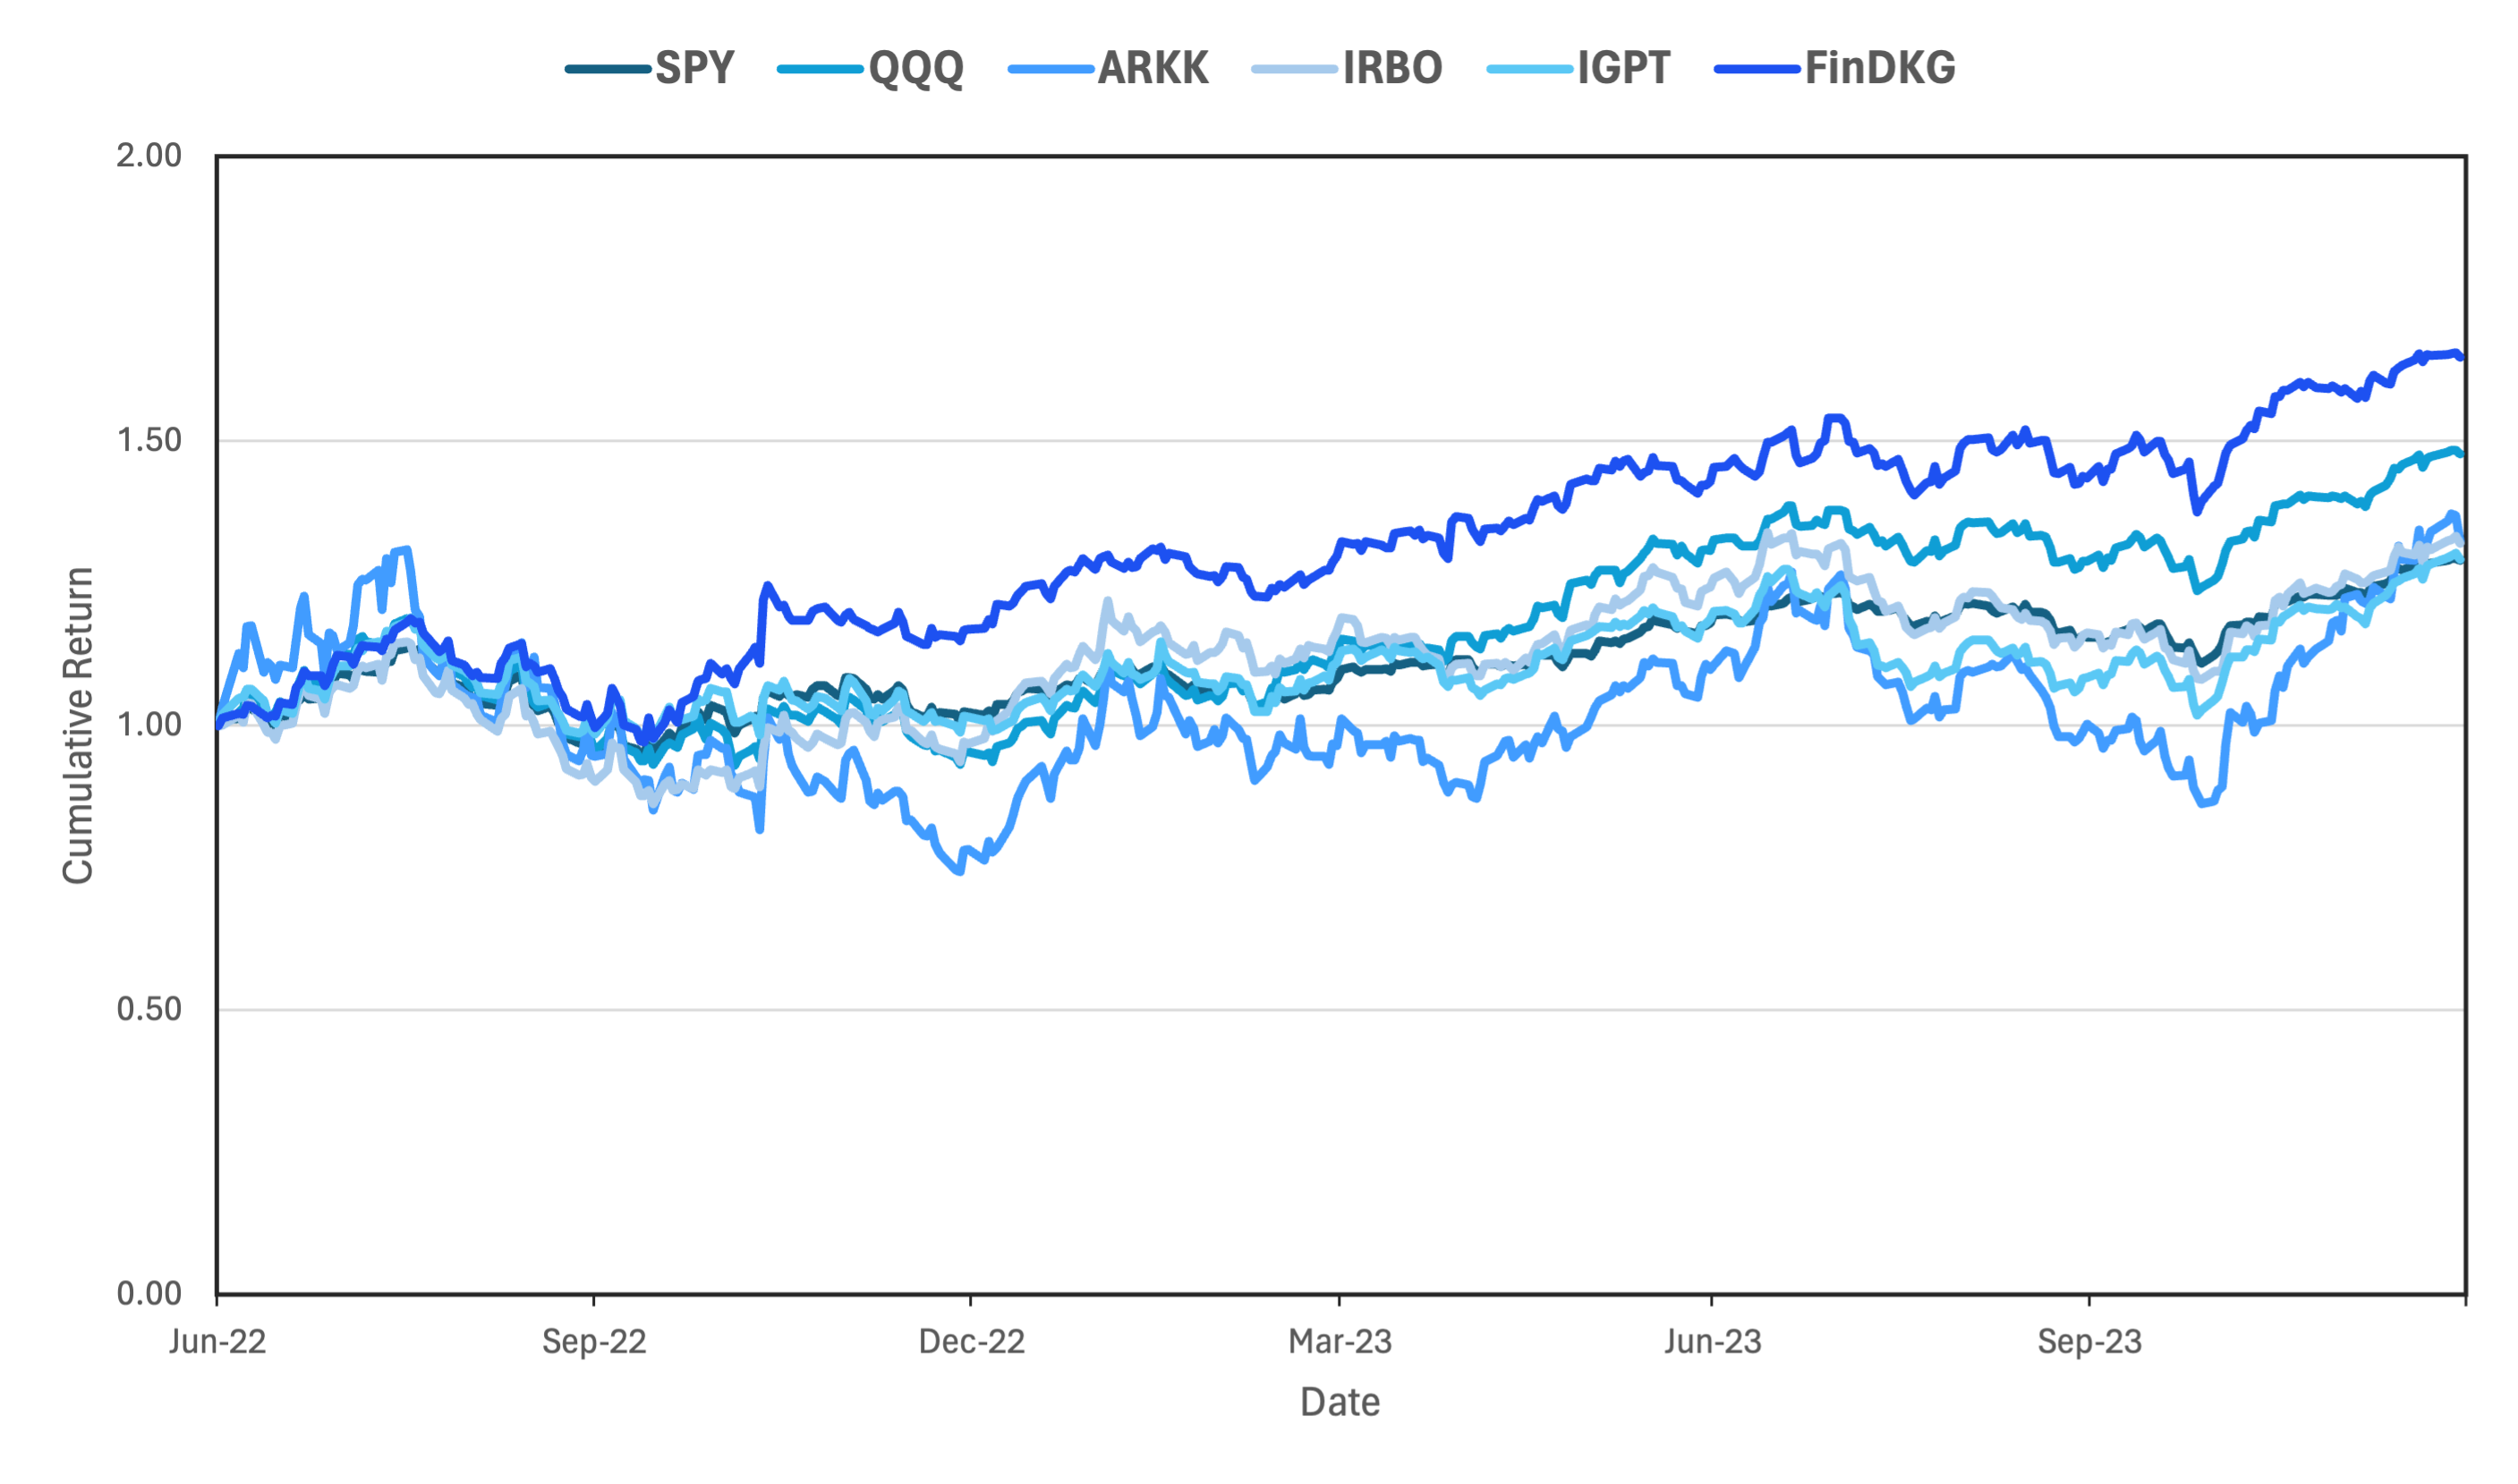 SPY QQQ ARKK IRBO IGPT FinDKG
2.00
1.50
1.00
0.50
0.00
Cumulative Return
Jun-22 Sep-22 Dec-22 Mar-23 Jun-23 Sep-23
Date